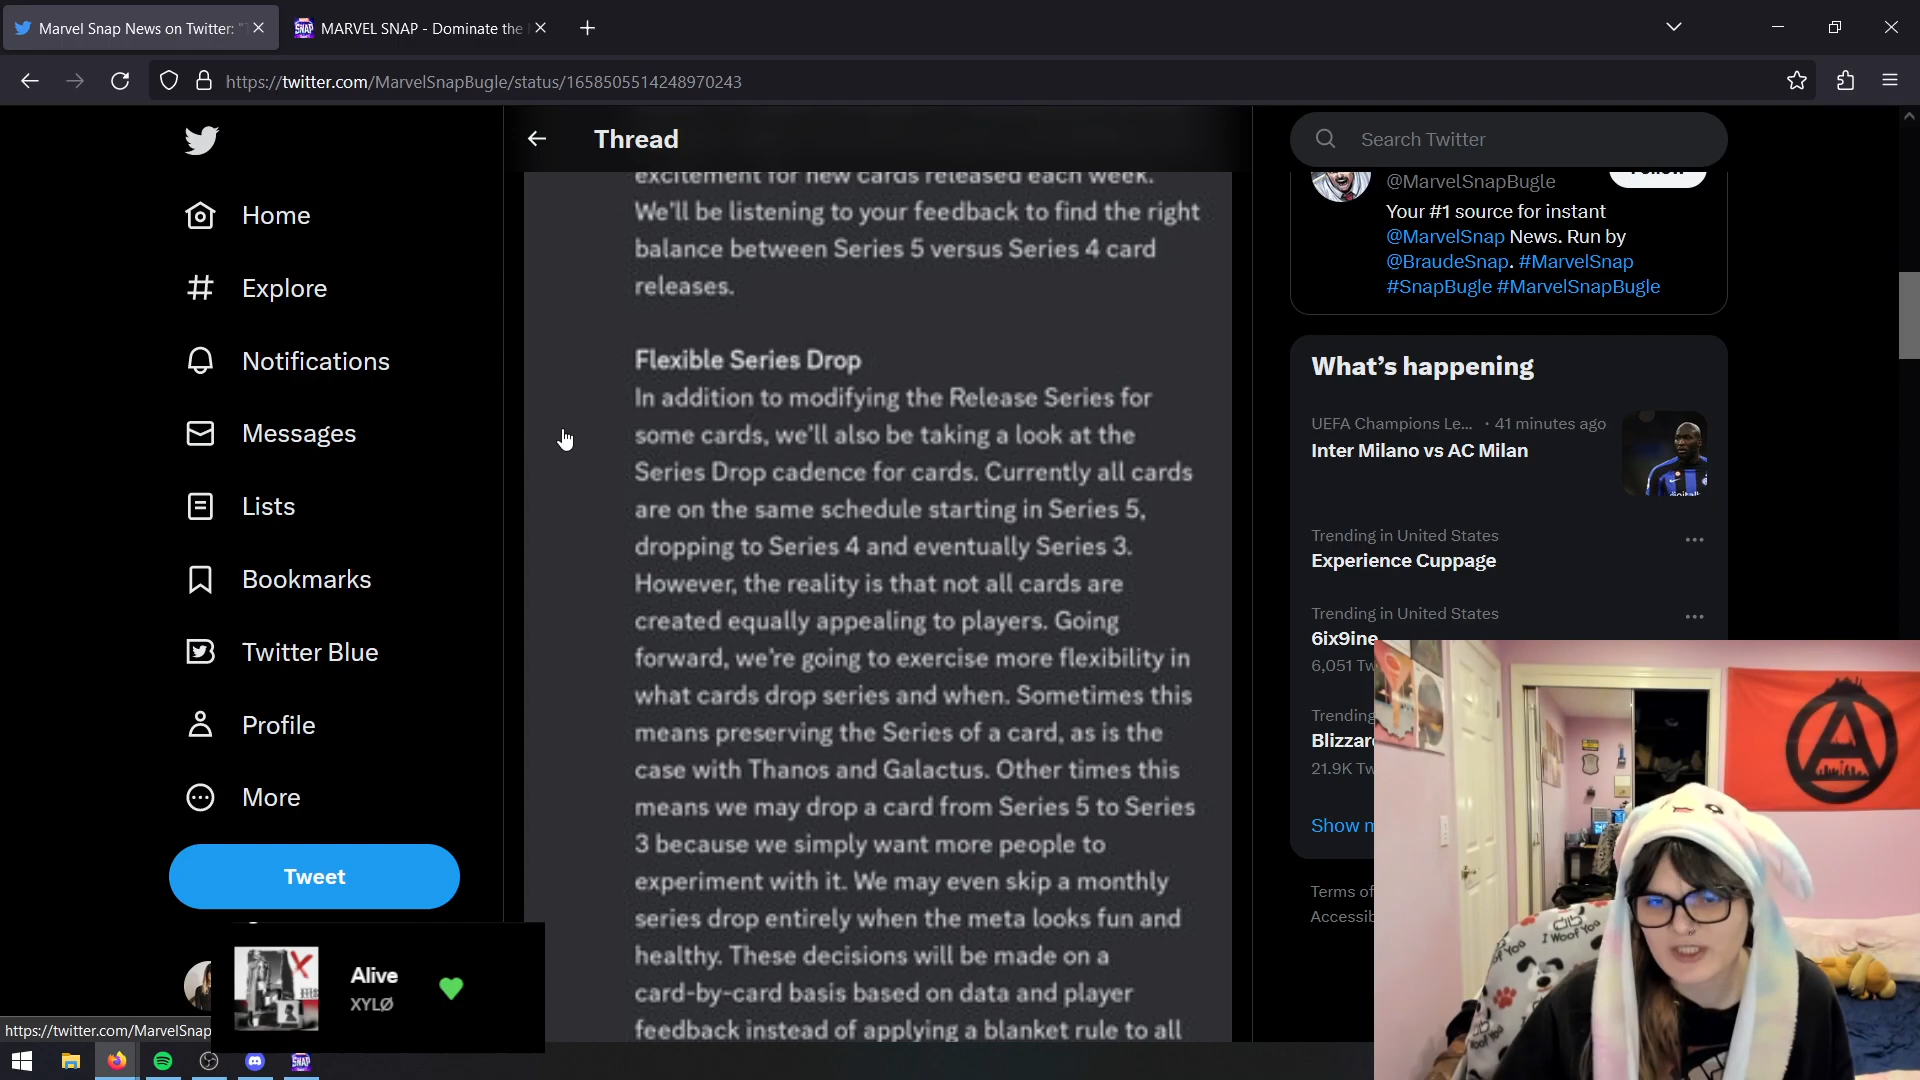 Marvel Snap News on Twitter: "
MARVEL SNAP - Dominate the
https://twitter.com/MarvelSnapBugle/status/1658505514248970243
Home
Explore
Notifications
Messages
Lists
Bookmarks
Twitter Blue
Profile
More
Tweet
Alive
XYLØ
https://twitter.com/MarvelSnap
Thread
excitement for new cards released each week.
We'll be listening to your feedback to find the right
balance between Series 5 versus Series 4 card
releases.
Flexible Series Drop
In addition to modifying the Release Series for
some cards, we'll also be taking a look at the
Series Drop cadence for cards. Currently all cards
are on the same schedule starting in Series 5,
dropping to Series 4 and eventually Series 3.
However, the reality is that not all cards are
created equally appealing to players. Going
forward, we're going to exercise more flexibility in
what cards drop series and when. Sometimes this
means preserving the Series of a card, as is the
case with Thanos and Galactus. Other times this
means we may drop a card from Series 5 to Series
3 because we simply want more people to
experiment with it. We may even skip a monthly
series drop entirely when the meta looks fun and
healthy. These decisions will be made on a
card-by-card basis based on data and player
feedback instead of applying a blanket rule to all
Search Twitter
@MarvelSnapBugle
Follow
Your #1 source for instant
@MarvelSnap News. Run by
@BraudeSnap. #MarvelSnap
#SnapBugle #MarvelSnapBugle
What's happening
UEFA Champions Le... · 41 minutes ago
Inter Milano vs AC Milan
Trending in United States
Experience Cuppage
Trending in United States
6ix9ine
6,051 Tw
Trending
Blizzar
21.9K Tw
Show m
Terms of
Accessib
I Woof You
SNAP